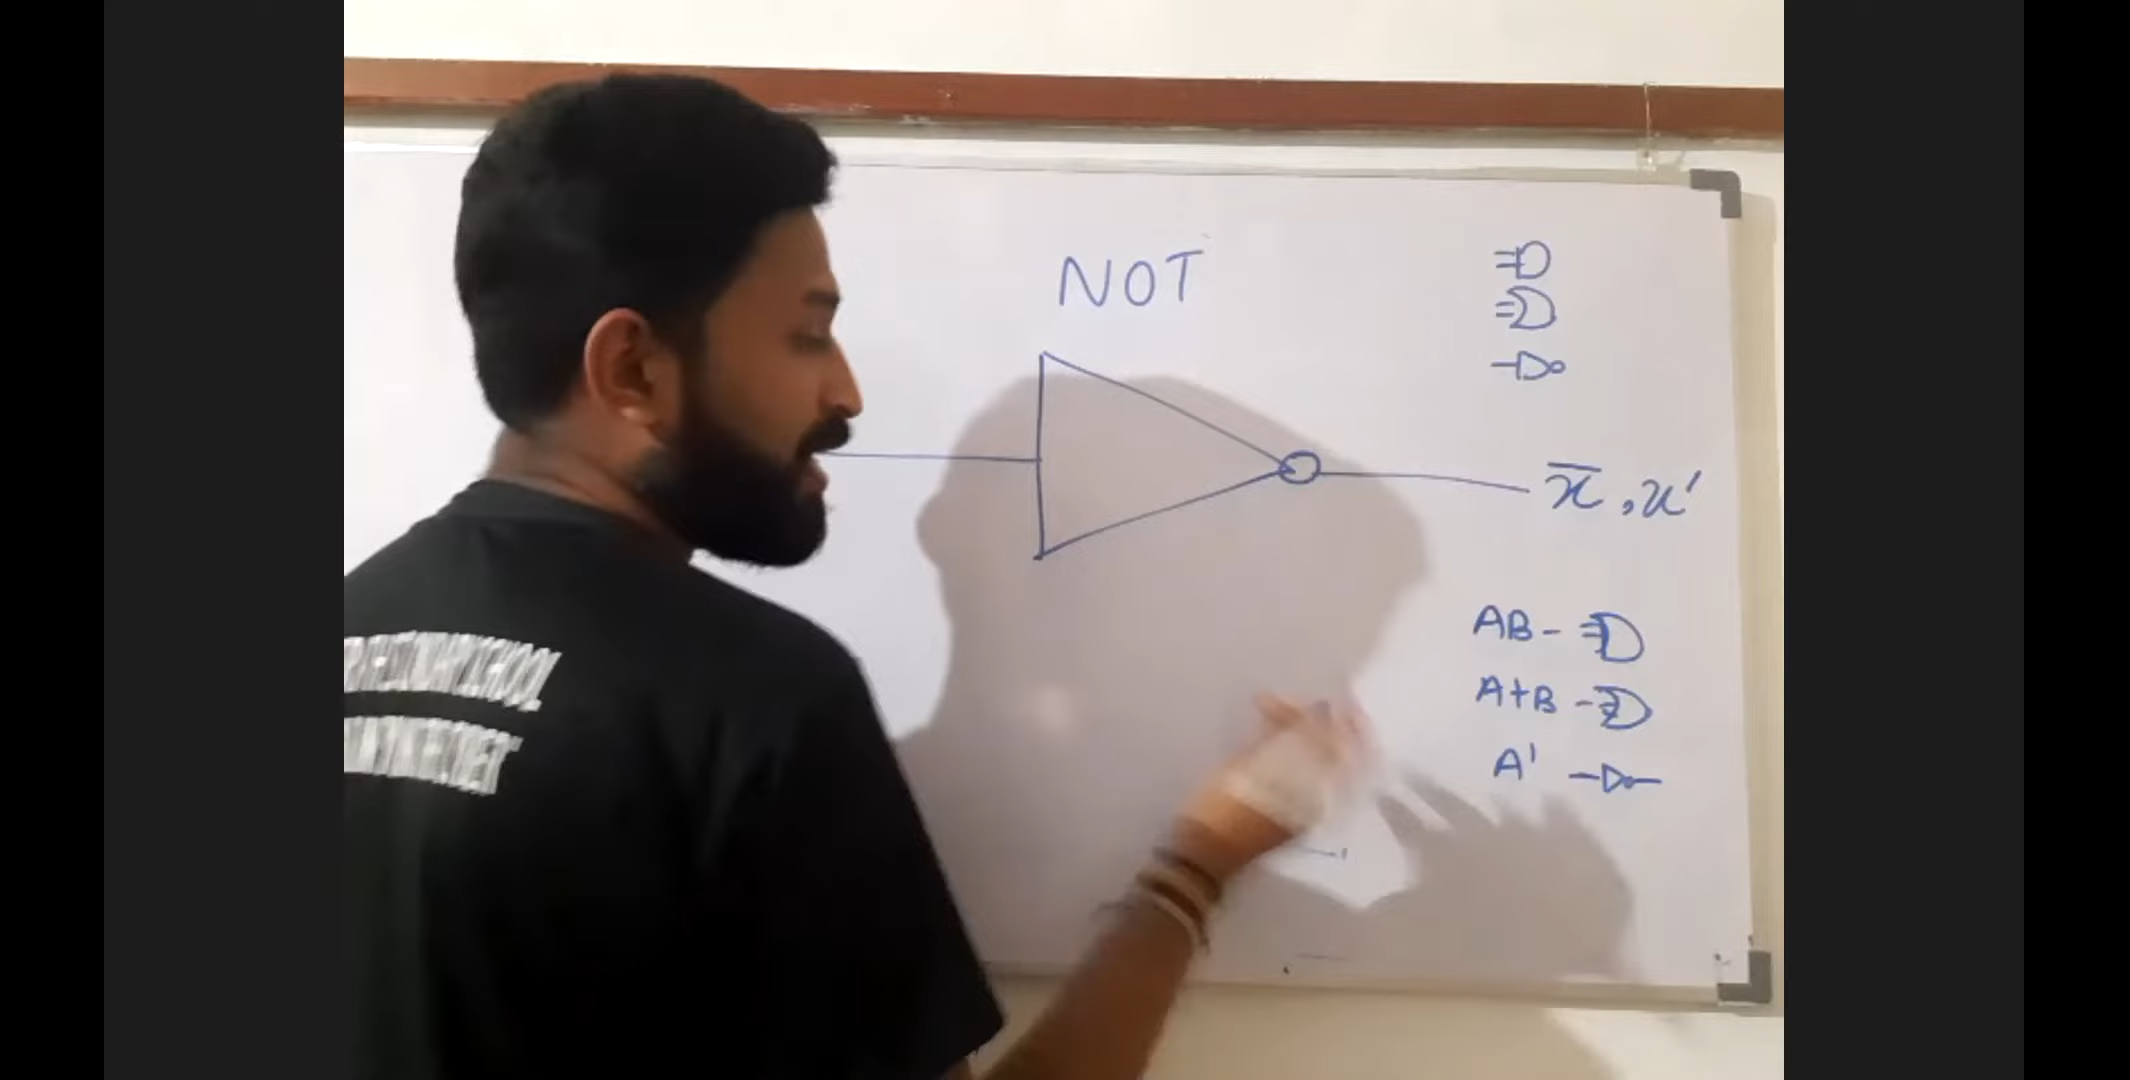 NOT
x̅ , x'
AB -
A+B -
A'